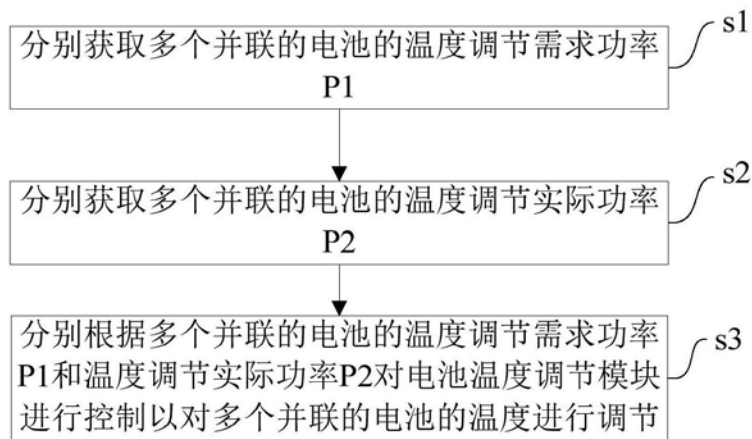 分别获取多个并联的电池的温度调节需求功率
P1
s1
分别获取多个并联的电池的温度调节实际功率
P2
s2
分别根据多个并联的电池的温度调节需求功率
P1和温度调节实际功率P2对电池温度调节模块
进行控制以对多个并联的电池的温度进行调节
s3